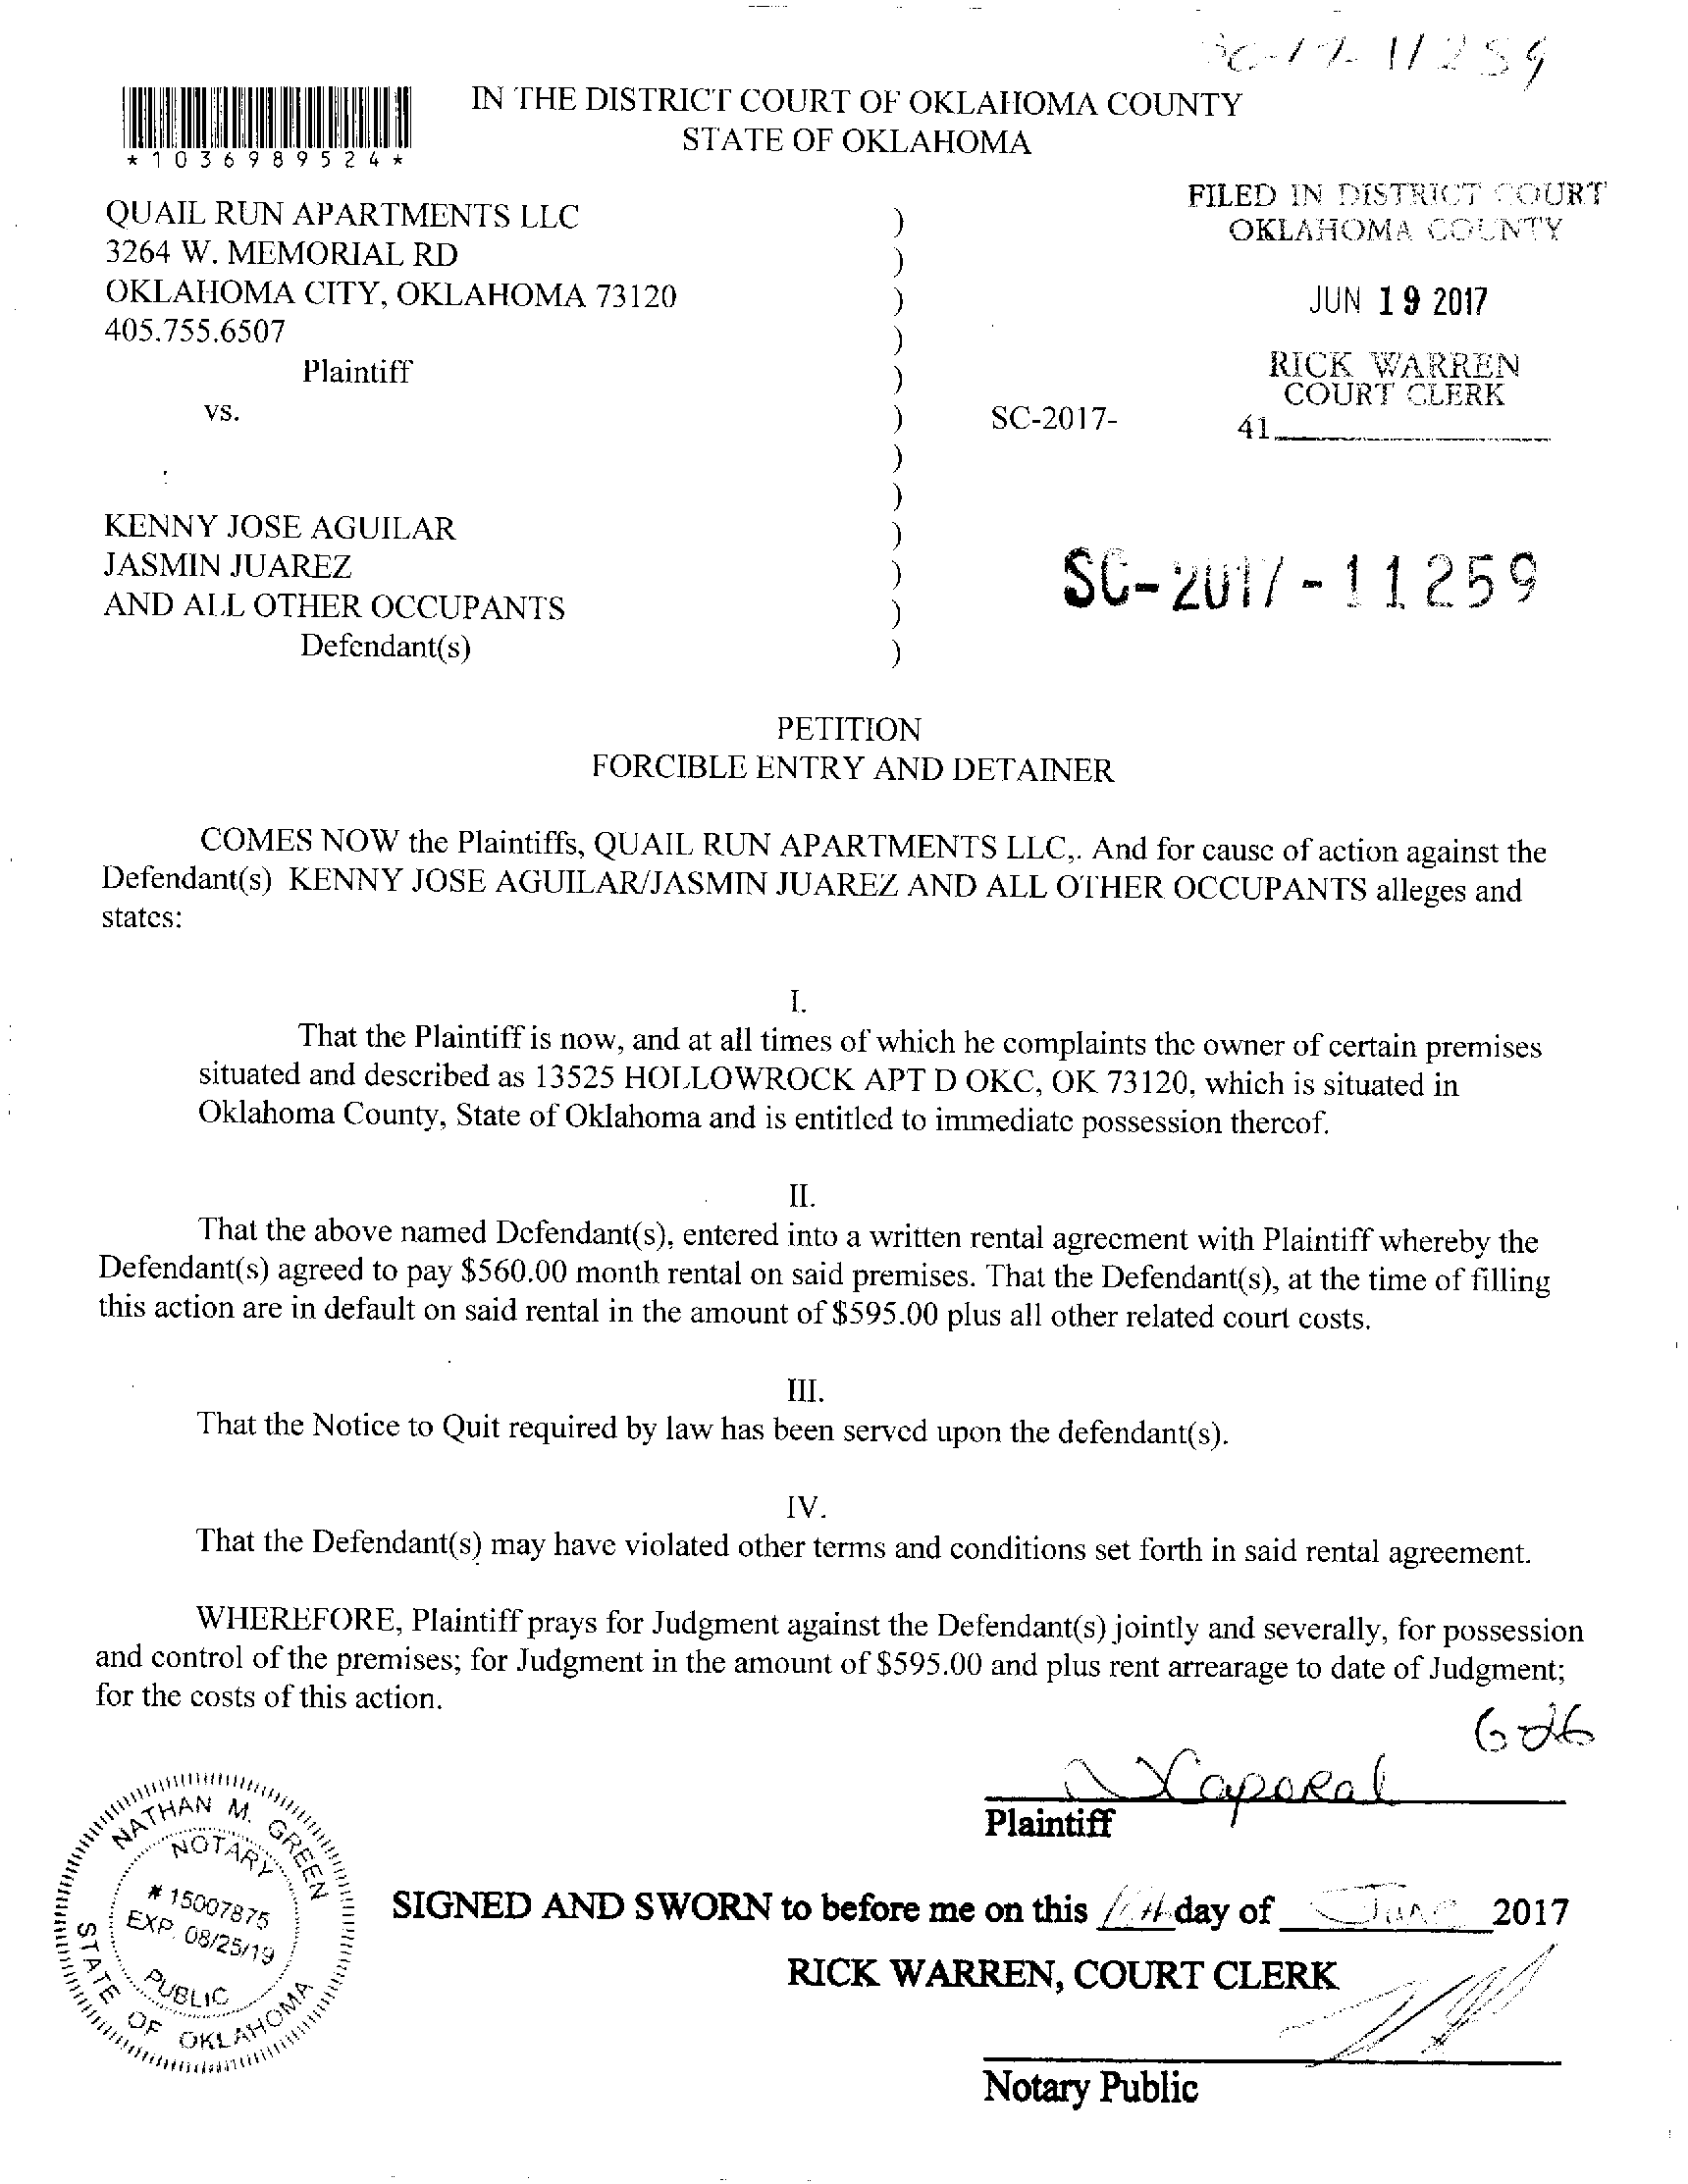 SC-17-11259
IN THE DISTRICT COURT OF OKLAHOMA COUNTY
STATE OF OKLAHOMA
*1036989524*
FILED IN DISTRICT COURT
OKLAHOMA COUNTY
JUN 19 2017
RICK WARREN
COURT CLERK
41
QUAIL RUN APARTMENTS LLC )
3264 W. MEMORIAL RD )
OKLAHOMA CITY, OKLAHOMA 73120 )
405.755.6507 )
Plaintiff )
vs. ) SC-2017-
)
)
KENNY JOSE AGUILAR )
JASMIN JUAREZ )
AND ALL OTHER OCCUPANTS )
Defendant(s) )
SC-2017-11259
PETITION
FORCIBLE ENTRY AND DETAINER
COMES NOW the Plaintiffs, QUAIL RUN APARTMENTS LLC,. And for cause of action against the
Defendant(s) KENNY JOSE AGUILAR/JASMIN JUAREZ AND ALL OTHER OCCUPANTS alleges and
states:
I.
That the Plaintiff is now, and at all times of which he complaints the owner of certain premises
situated and described as 13525 HOLLOWROCK APT D OKC, OK 73120, which is situated in
Oklahoma County, State of Oklahoma and is entitled to immediate possession thereof.
II.
That the above named Defendant(s), entered into a written rental agreement with Plaintiff whereby the
Defendant(s) agreed to pay $560.00 month rental on said premises. That the Defendant(s), at the time of filling
this action are in default on said rental in the amount of $595.00 plus all other related court costs.
III.
That the Notice to Quit required by law has been served upon the defendant(s).
IV.
That the Defendant(s) may have violated other terms and conditions set forth in said rental agreement.
WHEREFORE, Plaintiff prays for Judgment against the Defendant(s) jointly and severally, for possession
and control of the premises; for Judgment in the amount of $595.00 and plus rent arrearage to date of Judgment;
for the costs of this action.
Plaintiff
NATHAN M. GREEN
NOTARY
# 15007875
EXP. 08/25/19
PUBLIC
STATE OF OKLAHOMA
SIGNED AND SWORN to before me on this day of June 2017
RICK WARREN, COURT CLERK
Notary Public